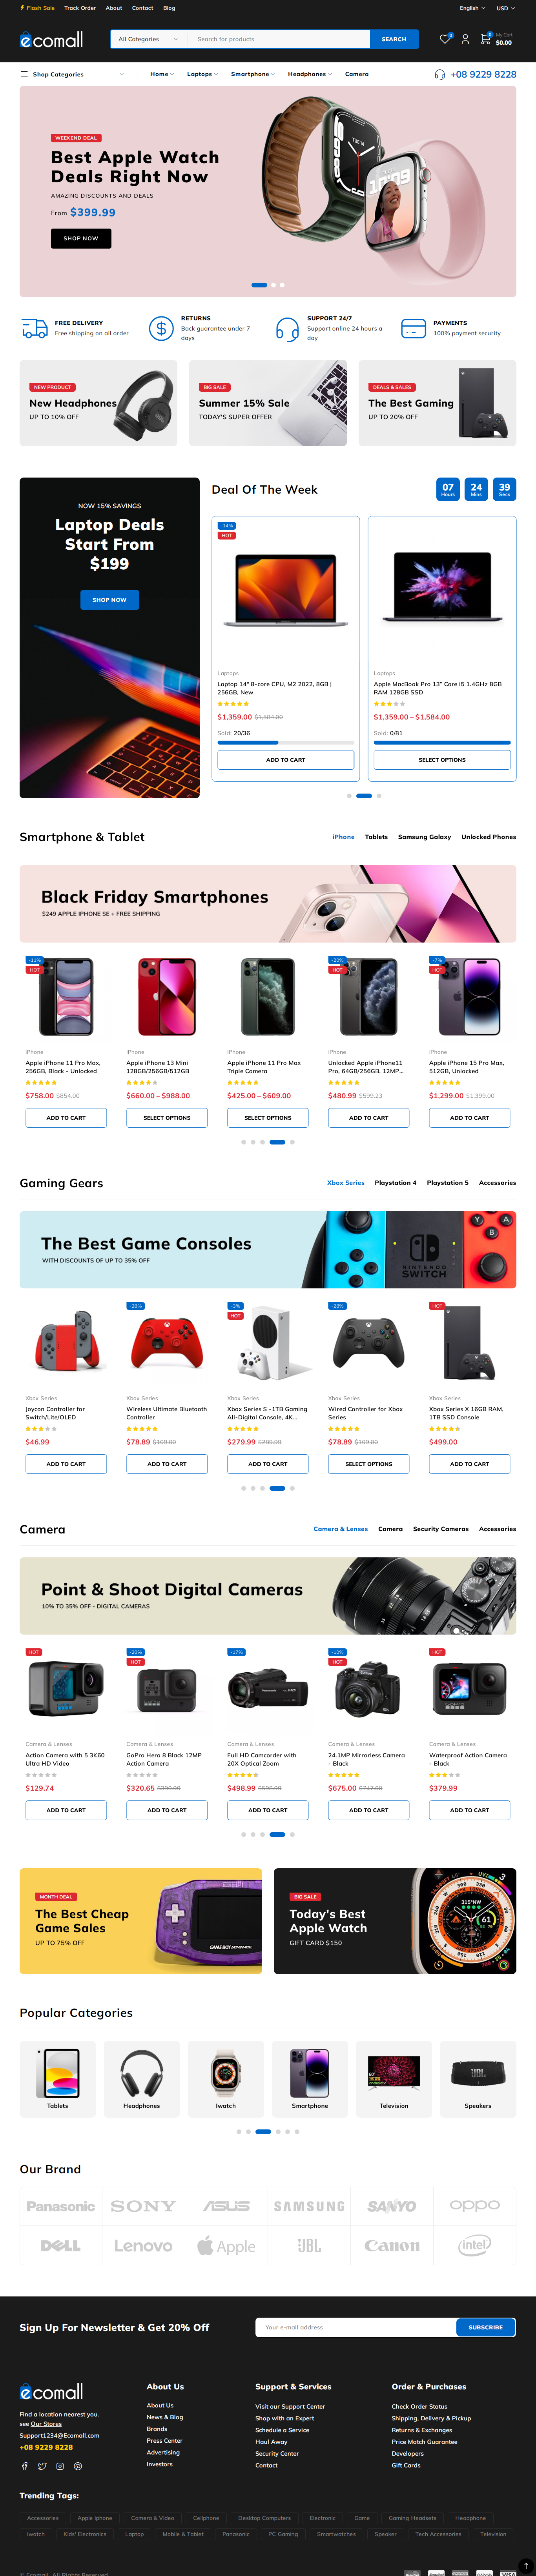 Flash Sale Track Order About Contact Blog English USD
ecomall All Categories Search for products SEARCH 0 0 My Cart $0.00
Shop Categories Home Laptops Smartphone Headphones Camera +08 9229 8228
WEEKEND DEAL
Best Apple Watch
Deals Right Now
AMAZING DISCOUNTS AND DEALS
From $399.99
SHOP NOW
FREE DELIVERY
Free shipping on all order
RETURNS
Back guarantee under 7
days
SUPPORT 24/7
Support online 24 hours a
day
PAYMENTS
100% payment security
NEW PRODUCT
New Headphones
UP TO 10% OFF
BIG SALE
Summer 15% Sale
TODAY'S SUPER OFFER
DEALS & SALES
The Best Gaming
UP TO 20% OFF
NOW 15% SAVINGS
Laptop Deals
Start From
$199
SHOP NOW
Deal Of The Week
07 Hours 24 Mins 39 Secs
-14%
HOT
Laptops
Laptop 14" 8-core CPU, M2 2022, 8GB |
256GB, New
$1,359.00 $1,584.00
Sold: 20/36
ADD TO CART
Laptops
Apple MacBook Pro 13" Core i5 1.4GHz 8GB
RAM 128GB SSD
$1,359.00 – $1,584.00
Sold: 0/81
SELECT OPTIONS
Smartphone & Tablet
iPhone Tablets Samsung Galaxy Unlocked Phones
Black Friday Smartphones
$249 APPLE IPHONE SE + FREE SHIPPING
-11%
HOT
iPhone
Apple iPhone 11 Pro Max,
256GB, Black - Unlocked
$758.00 $854.00
ADD TO CART
iPhone
Apple iPhone 13 Mini
128GB/256GB/512GB
$660.00 – $988.00
SELECT OPTIONS
iPhone
Apple iPhone 11 Pro Max
Triple Camera
$425.00 – $609.00
SELECT OPTIONS
-20%
HOT
iPhone
Unlocked Apple iPhone11
Pro, 64GB/256GB, 12MP...
$480.99 $599.23
ADD TO CART
-7%
HOT
iPhone
Apple iPhone 15 Pro Max,
512GB, Unlocked
$1,299.00 $1,399.00
ADD TO CART
Gaming Gears
Xbox Series Playstation 4 Playstation 5 Accessories
The Best Game Consoles
WITH DISCOUNTS OF UP TO 35% OFF
NINTENDO
SWITCH
Y A
B
Xbox Series
Joycon Controller for
Switch/Lite/OLED
$46.99
ADD TO CART
-28%
Xbox Series
Wireless Ultimate Bluetooth
Controller
$78.89 $109.00
ADD TO CART
-3%
HOT
Xbox Series
Xbox Series S -1TB Gaming
All-Digital Console, 4K...
$279.99 $289.99
ADD TO CART
-28%
Xbox Series
Wired Controller for Xbox
Series
$78.89 $109.00
SELECT OPTIONS
HOT
Xbox Series
Xbox Series X 16GB RAM,
1TB SSD Console
$499.00
ADD TO CART
Camera
Camera & Lenses Camera Security Cameras Accessories
Point & Shoot Digital Cameras
10% TO 35% OFF - DIGITAL CAMERAS
HOT
Camera & Lenses
Action Camera with 5 3K60
Ultra HD Video
$129.74
ADD TO CART
-20%
HOT
Camera & Lenses
GoPro Hero 8 Black 12MP
Action Camera
$320.65 $399.99
ADD TO CART
-17%
Camera & Lenses
Full HD Camcorder with
20X Optical Zoom
$498.99 $598.99
ADD TO CART
-10%
HOT
Camera & Lenses
24.1MP Mirrorless Camera
- Black
$675.00 $747.00
ADD TO CART
HOT
Camera & Lenses
Waterproof Action Camera
- Black
$379.99
ADD TO CART
MONTH DEAL
The Best Cheap
Game Sales
UP TO 75% OFF
GAME BOY ADVANCE
BIG SALE
Today's Best
Apple Watch
GIFT CARD $150
Popular Categories
Tablets Headphones Iwatch Smartphone Television Speakers
Our Brand
Panasonic SONY ASUS SAMSUNG SANYO oppo
DELL Lenovo Apple JBL Canon intel
Sign Up For Newsletter & Get 20% Off Your e-mail address SUBSCRIBE
ecomall
Find a location nearest you.
see Our Stores
Support1234@Ecomall.com
+08 9229 8228
About Us
About Us
News & Blog
Brands
Press Center
Advertising
Investors
Support & Services
Visit our Support Center
Shop with an Expert
Schedule a Service
Haul Away
Security Center
Contact
Order & Purchases
Check Order Status
Shipping, Delivery & Pickup
Returns & Exchanges
Price Match Guarantee
Developers
Gift Cards
Trending Tags:
Accessories Apple iphone Camera & Video Cellphone Desktop Computers Electronic Game Gaming Headsets Headphone
iwatch Kids' Electronics Laptop Mobile & Tablet Panasonic PC Gaming Smartwatches Speaker Tech Accessories Television
© Ecomall. All Rights Reserved